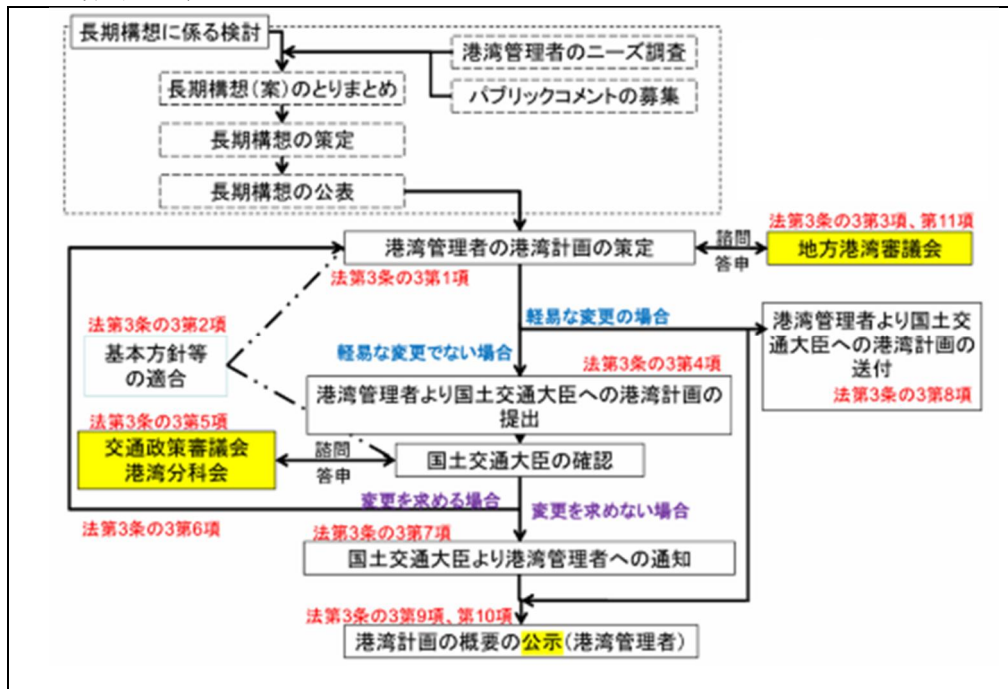 長期構想に係る検討
港湾管理者のニーズ調査
長期構想(案)のとりまとめ
パブリックコメントの募集
長期構想の策定
長期構想の公表
法第3条の3第3項、第11項
港湾管理者の港湾計画の策定
諮問
答申
地方港湾審議会
法第3条の3第1項
法第3条の3第2項
基本方針等
の適合
軽易な変更の場合
港湾管理者より国土交
通大臣への港湾計画の
送付
法第3条の3第8項
軽易な変更でない場合
法第3条の3第4項
港湾管理者より国土交通大臣への港湾計画の
提出
法第3条の3第5項
交通政策審議会
港湾分科会
諮問
答申
国土交通大臣の確認
変更を求める場合
変更を求めない場合
法第3条の3第6項
法第3条の3第7項
国土交通大臣より港湾管理者への通知
法第3条の3第9項、第10項
港湾計画の概要の公示(港湾管理者)